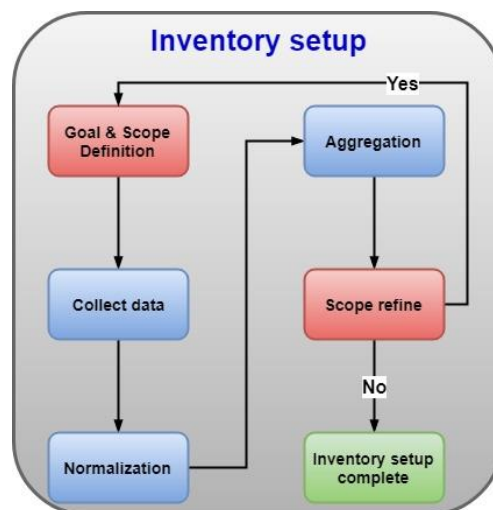 Inventory setup
Yes
Goal & Scope
Definition
Aggregation
Collect data
Scope refine
No
Normalization
Inventory setup
complete